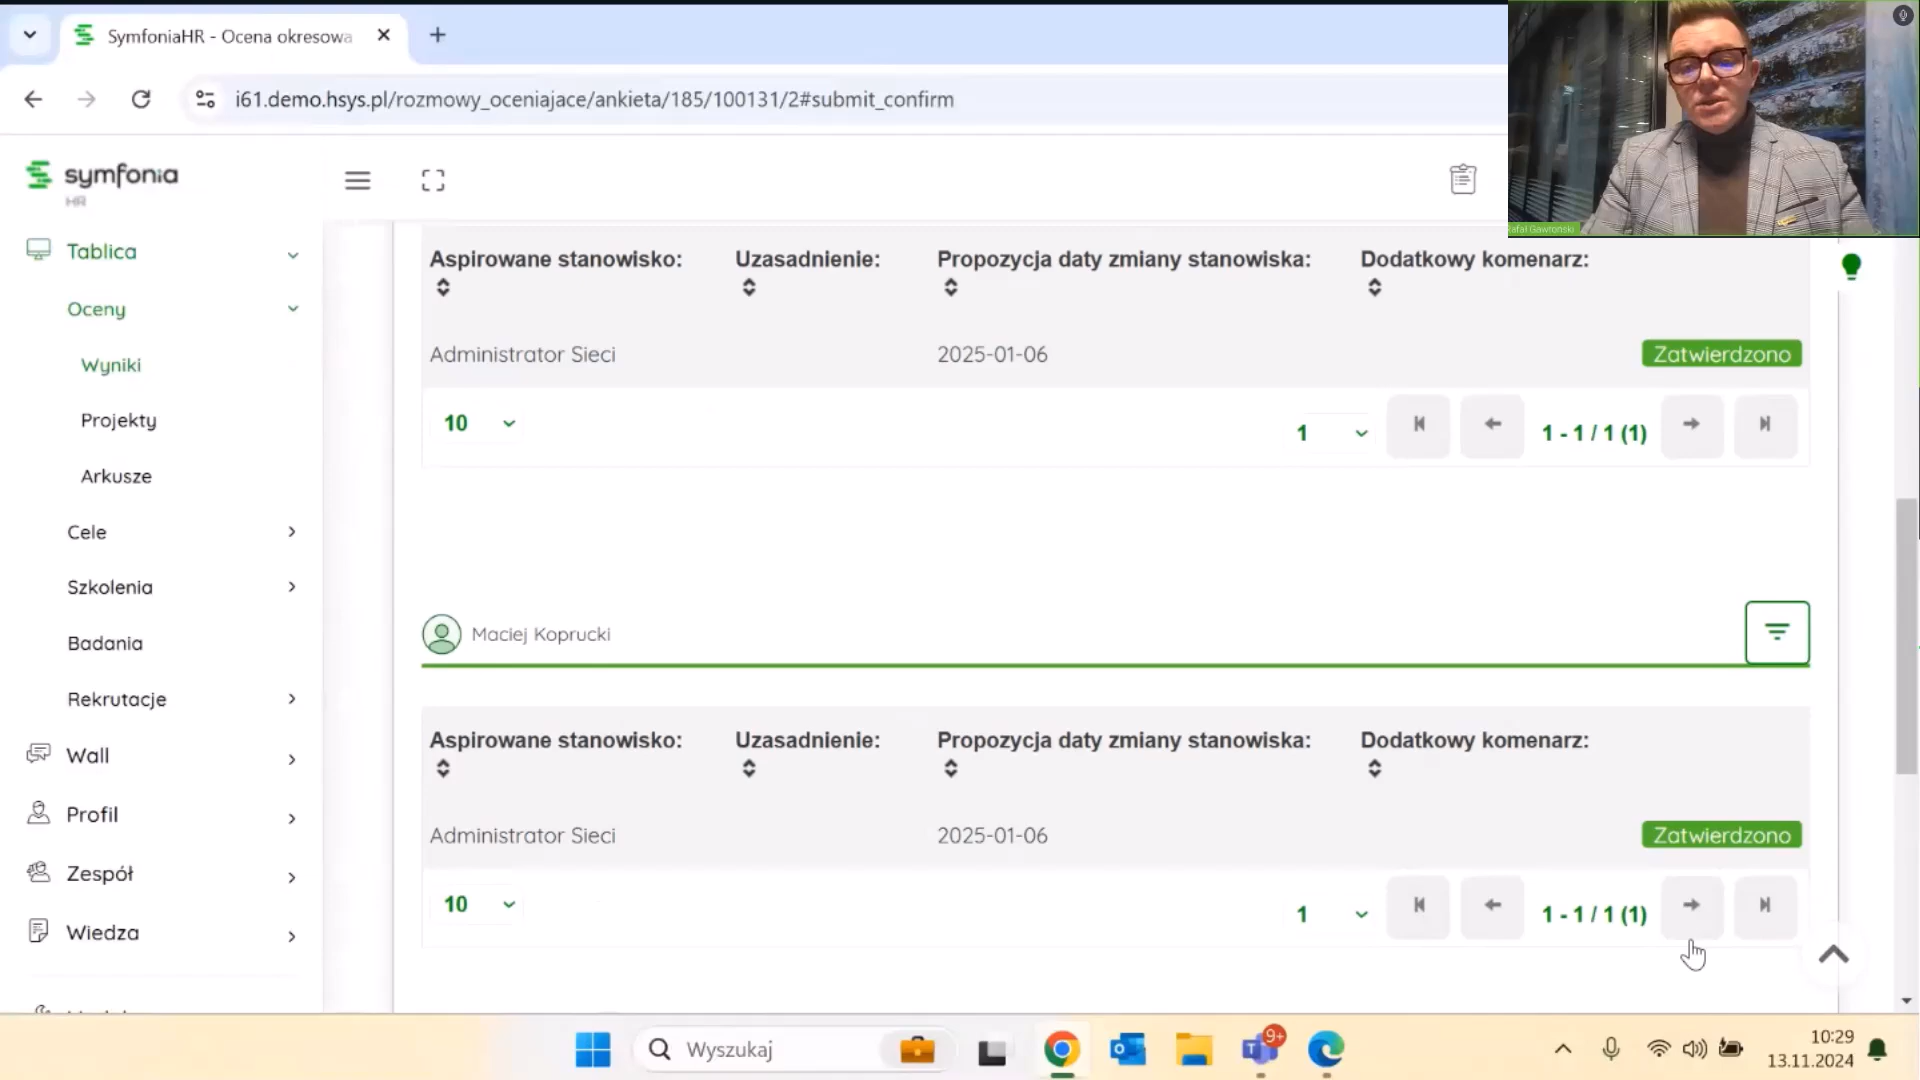 SymfoniaHR - Ocena okresowa
i61.demo.hsys.pl/rozmowy_oceniajace/ankieta/185/100131/2#submit_confirm
symfonia
HR
Rafał Gawroński
Tablica
Oceny
Wyniki
Projekty
Arkusze
Cele
Szkolenia
Badania
Rekrutacje
Wall
Profil
Zespół
Wiedza
Aspirowane stanowisko: Uzasadnienie: Propozycja daty zmiany stanowiska: Dodatkowy komenarz:
Administrator Sieci 2025-01-06 Zatwierdzono
10 1 1 - 1 / 1 (1)
Maciej Koprucki
Aspirowane stanowisko: Uzasadnienie: Propozycja daty zmiany stanowiska: Dodatkowy komenarz:
Administrator Sieci 2025-01-06 Zatwierdzono
10 1 1 - 1 / 1 (1)
Wyszukaj
9+
10:29
13.11.2024